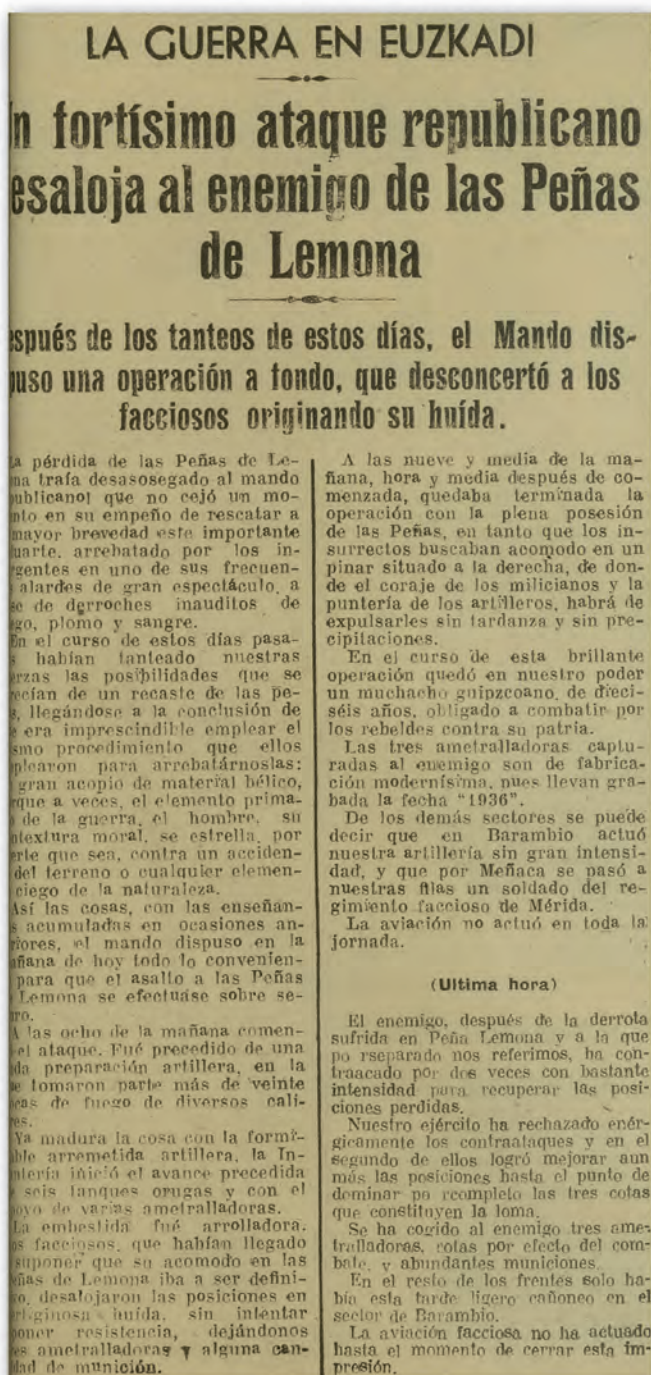 LA GUERRA EN EUZKADI
n fortísimo ataque republicano
esaloja al enemigo de las Peñas
de Lemona
spués de los tanteos de estos días, el Mando dis-
puso una operación a fondo, que desconcertó a los
facciosos originando su huída.
a pérdida de las Peñas de Le-
na traía desasosegado al mando
publicano! que no cejó un mo-
nto en su empeño de rescatar a
mayor brevedad este importante
uarte, arrebatado por los in-
gentes en uno de sus frecuen-
alardes de gran espectáculo, a
se de derroches inauditos de
go, plomo y sangre.
En el curso de estos días pasa-
s habían tanteado nuestras
erzas las posibilidades que se
recían de un recaste de las pe-
s, llegándose a la conclusión de
e era imprescindible emplear el
smo procedimiento que ellos
plearon para arrebatárnoslas:
gran acopio de material bélico,
rque a veces, el elemento prima-
o de la guerra, el hombre, su
ntextura moral, se estrella, por
erte que sea, contra un acciden-
del terreno o cualquier elemen-
ciego de la naturaleza.
Así las cosas, con las enseñan-
s acumuladas en ocasiones an-
riores, el mando dispuso en la
ñana de hoy todo lo convenien-
para que el asalto a las Peñas
Lemona se efectuase sobre se-
ro.
A las ocho de la mañana comen-
el ataque. Fué precedido de una
da preparación artillera, en la
e tomaron parte más de veinte
cas de fuego de diversos cali-
es.
Ya madura la cosa con la formi-
ble arremetida artillera, la In-
ntería inició el avance precedida
e seis tanques orugas y con el
oyo de varias ametralladoras.
La embestida fué arrolladora.
os facciosos, que habían llegado
suponer que su acomodo en las
ñas de Lemona iba a ser defini-
o, desalojaron las posiciones en
rtiginosa huída, sin intentar
poner resistencia, dejándonos
es ametralladoras y alguna can-
dad de munición.
A las nueve y media de la ma-
ñana, hora y media después de co-
menzada, quedaba terminada la
operación con la plena posesión
de las Peñas, en tanto que los in-
surrectos buscaban acomodo en un
pinar situado a la derecha, de don-
de el coraje de los milicianos y la
puntería de los artilleros, habrá de
expulsarles sin tardanza y sin pre-
cipitaciones.
En el curso de esta brillante
operación quedó en nuestro poder
un muchacho guipzcoano, de dieci-
séis años, obligado a combatir por
los rebeldes contra su patria.
Las tres ametralladoras captu-
radas al enemigo son de fabrica-
ción modernísima, pues llevan gra-
bada la fecha "1936".
De los demás sectores se puede
decir que en Barambio actuó
nuestra artillería sin gran intensi-
dad, y que por Meñaca se pasó a
nuestras filas un soldado del re-
gimiento faccioso de Mérida.
La aviación no actuó en toda la
jornada.
(Ultima hora)
El enemigo, después de la derrota
sufrida en Peña Lemona y a la que
po rseparado nos referimos, ha con-
traacado por dos veces con bastante
intensidad para recuperar las posi-
ciones perdidas.
Nuestro ejército ha rechazado enér-
gicamente los contraataques y en el
segundo de ellos logró mejorar aun
más las posiciones hasta el punto de
dominar po rcompleto las tres cotas
que constituyen la loma.
Se ha cogido al enemigo tres ame-
tralladoras, rotas por efecto del com-
bate, y abundantes municiones.
En el resto de los frentes solo ha-
bía esta tarde ligero cañoneo en el
sector de Barambio.
La aviación facciosa no ha actuado
hasta el momento de cerrar esta im-
presión.